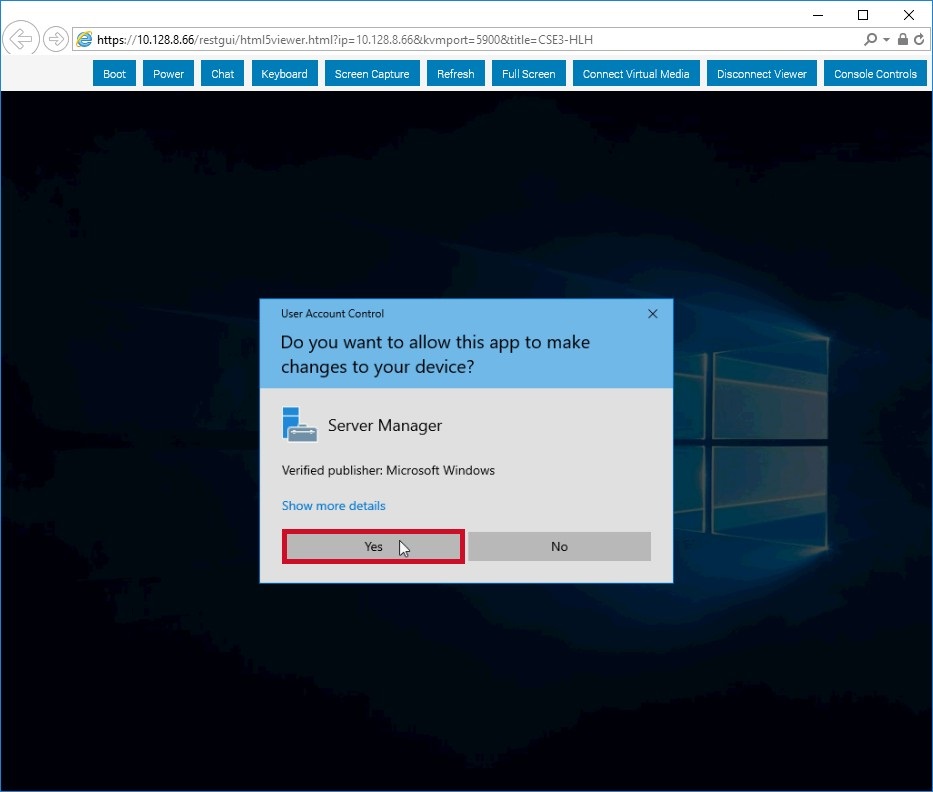 https://10.128.8.66/restgui/html5viewer.html?ip=10.128.8.66&kvmport=5900&title=CSE3-HLH
Boot Power Chat Keyboard Screen Capture Refresh Full Screen Connect Virtual Media Disconnect Viewer Console Controls
User Account Control
Do you want to allow this app to make
changes to your device?
Server Manager
Verified publisher: Microsoft Windows
Show more details
Yes No